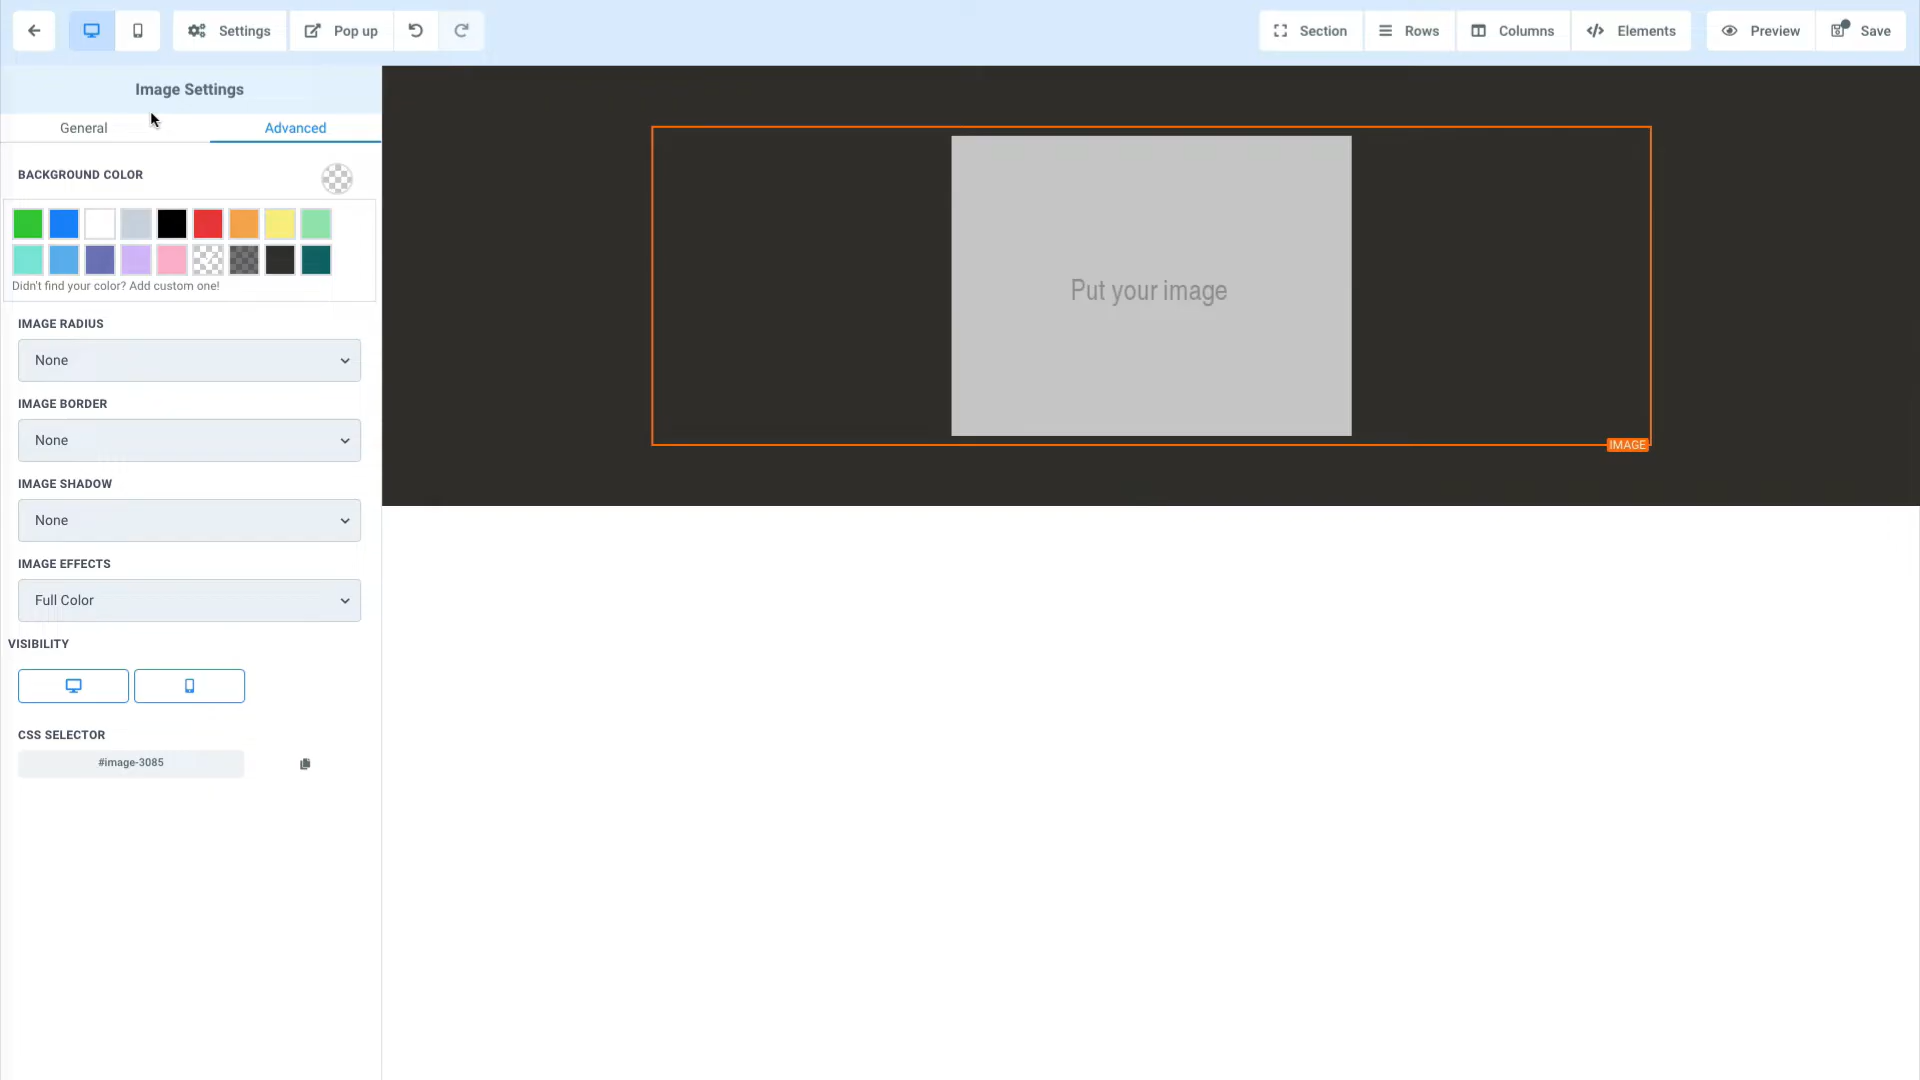 Settings
Pop up
Section
Rows
Columns
Elements
Preview
Save
Image Settings
General
Advanced
BACKGROUND COLOR
Didn't find your color? Add custom one!
IMAGE RADIUS
None
IMAGE BORDER
None
IMAGE SHADOW
None
IMAGE EFFECTS
Full Color
VISIBILITY
CSS SELECTOR
#image-3085
Put your image
IMAGE